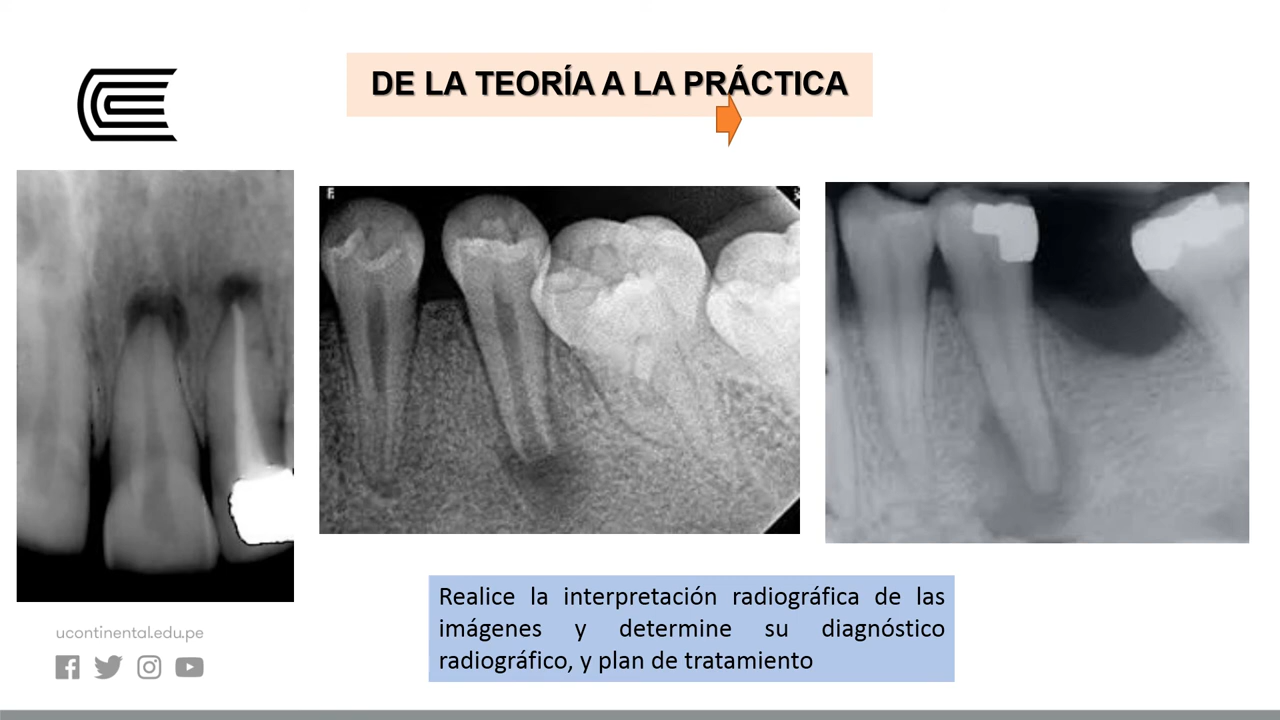 DE LA TEORÍA A LA PRÁCTICA
Realice la interpretación radiográfica de las
imágenes y determine su diagnóstico
radiográfico, y plan de tratamiento
ucontinental.edu.pe